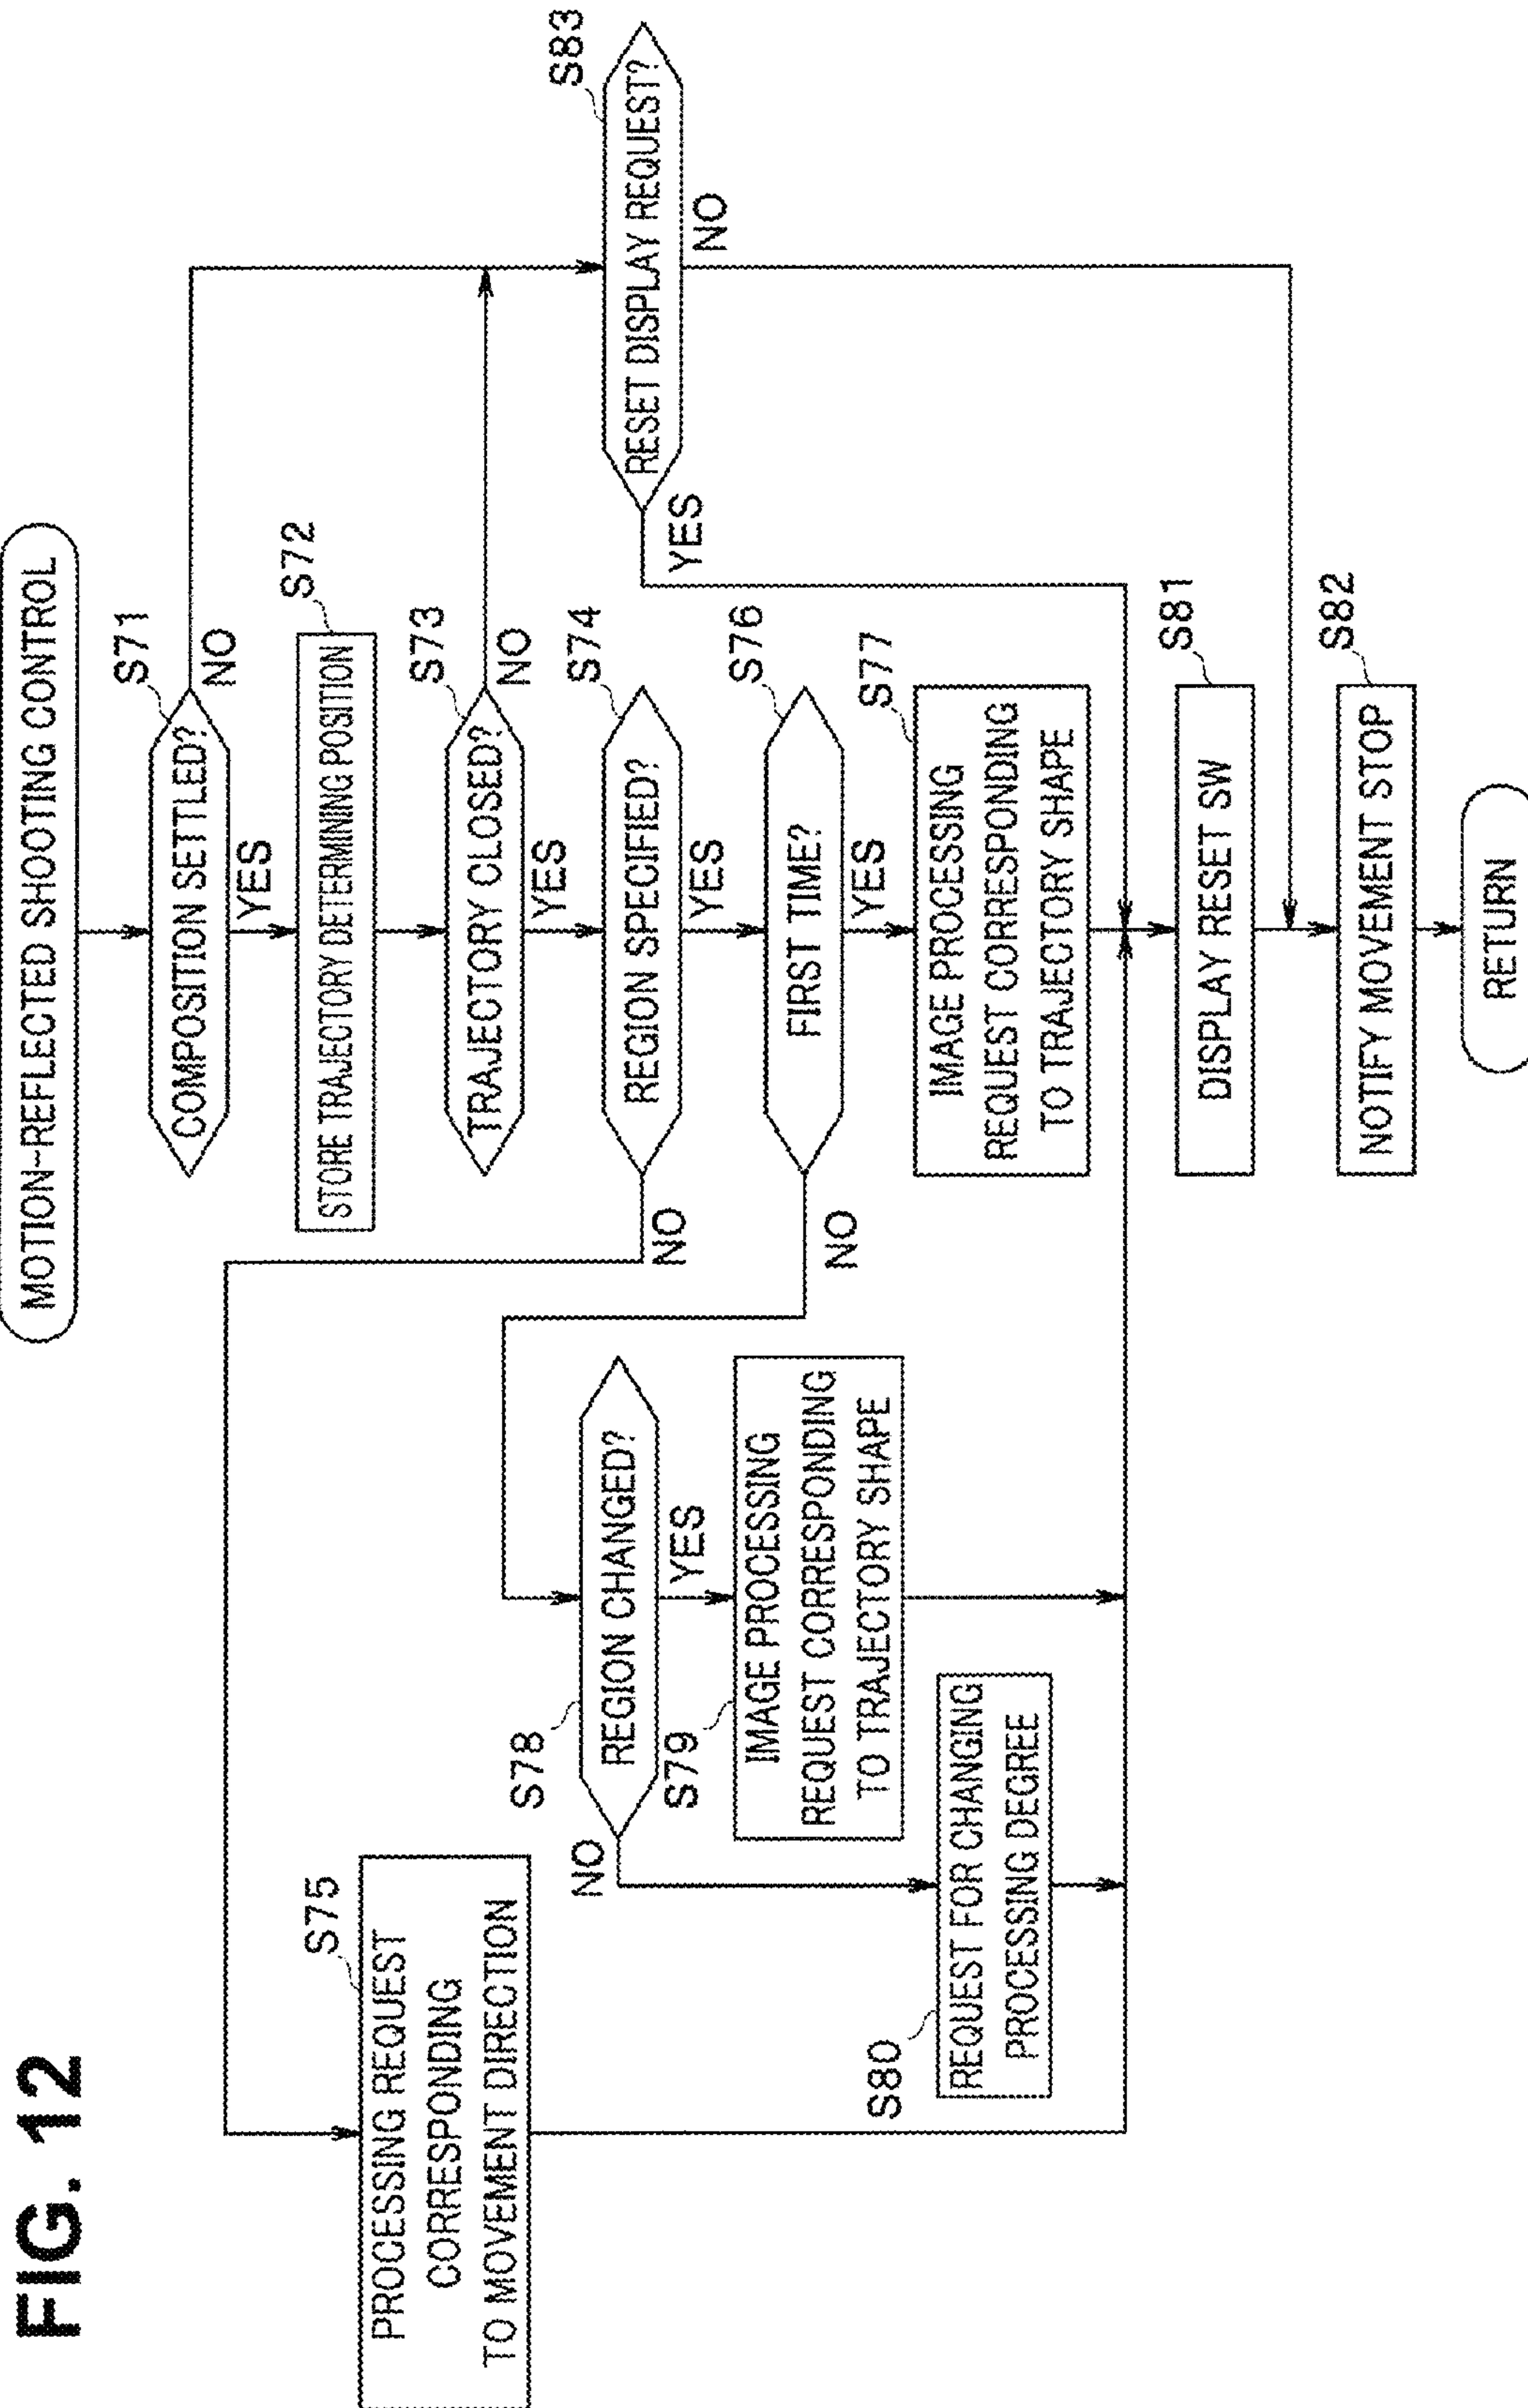 FIG. 12
MOTION-REFLECTED SHOOTING CONTROL
S71
COMPOSITION SETTLED?
NO
YES
S72
STORE TRAJECTORY DETERMINING POSITION
S73
TRAJECTORY CLOSED?
NO
YES
S74
REGION SPECIFIED?
NO
YES
S75
PROCESSING REQUEST
CORRESPONDING
TO MOVEMENT DIRECTION
S76
FIRST TIME?
NO
YES
S77
IMAGE PROCESSING
REQUEST CORRESPONDING
TO TRAJECTORY SHAPE
S78
REGION CHANGED?
NO
YES
S79
IMAGE PROCESSING
REQUEST CORRESPONDING
TO TRAJECTORY SHAPE
S80
REQUEST FOR CHANGING
PROCESSING DEGREE
S83
RESET DISPLAY REQUEST?
YES
NO
S81
DISPLAY RESET SW
S82
NOTIFY MOVEMENT STOP
RETURN